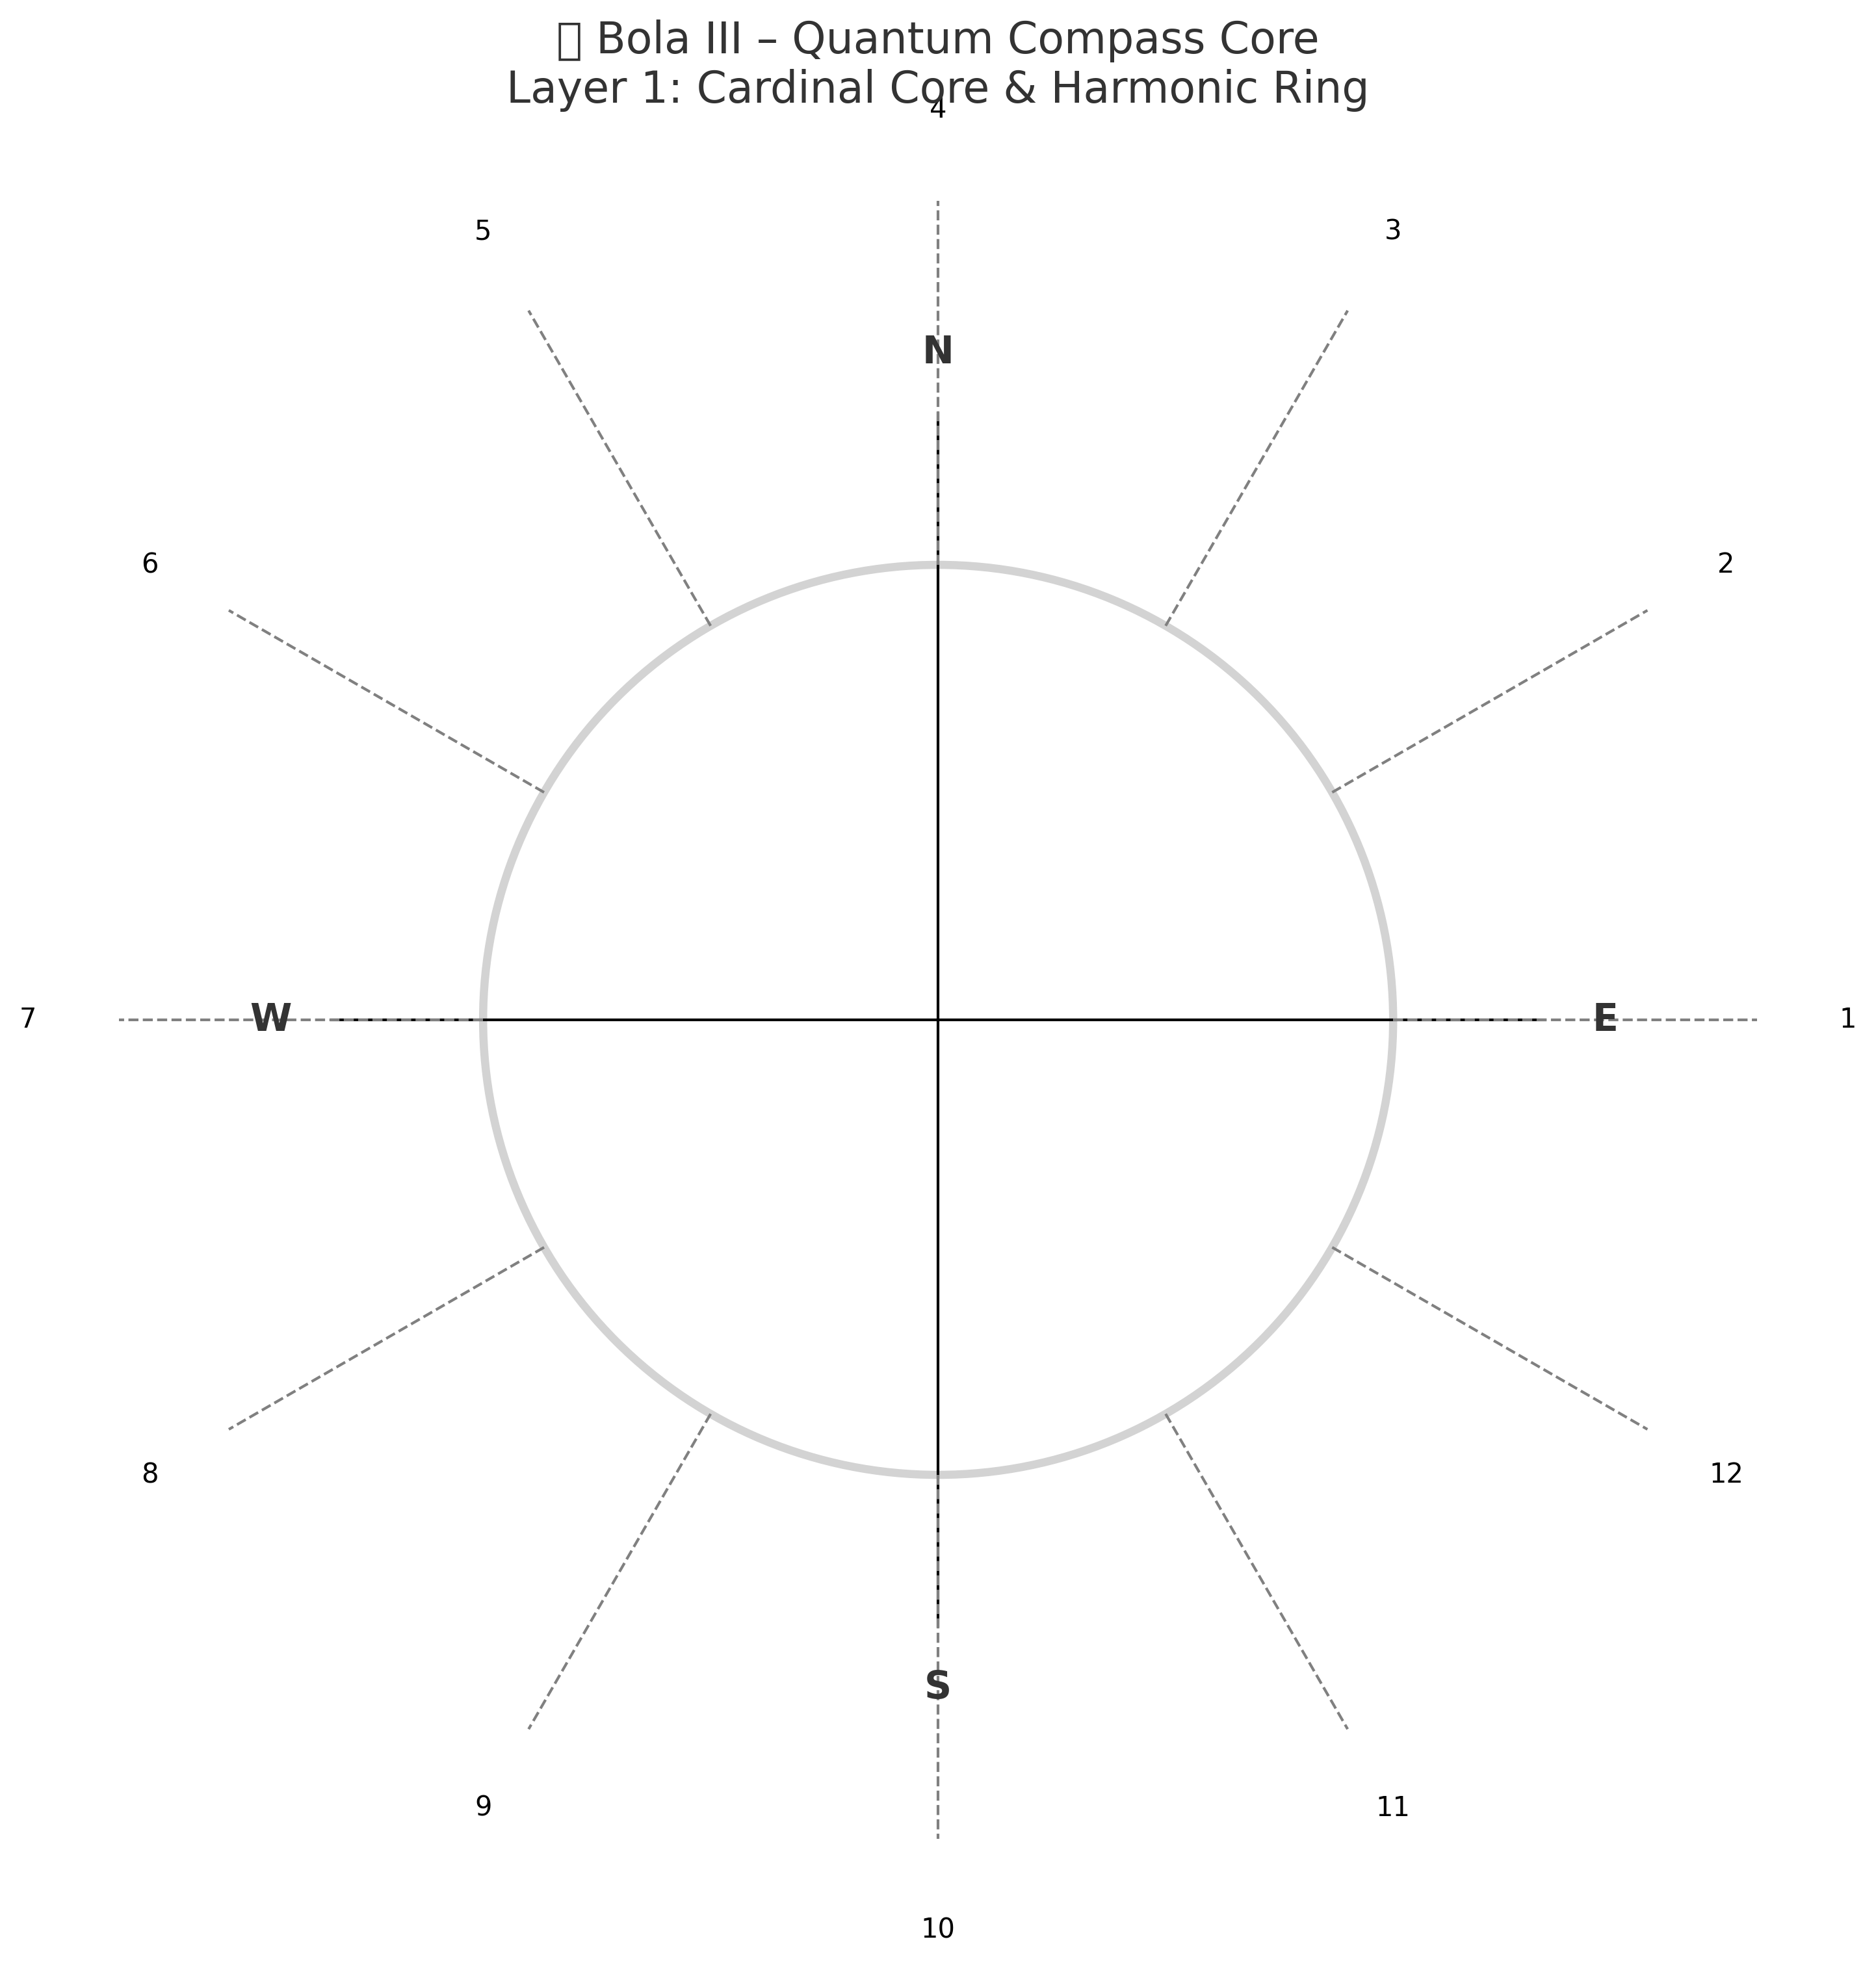 Bola III – Quantum Compass Core
Layer 1: Cardinal Core & Harmonic Ring
4
5
3
N
6
2
7
W
E
1
8
12
S
9
11
10